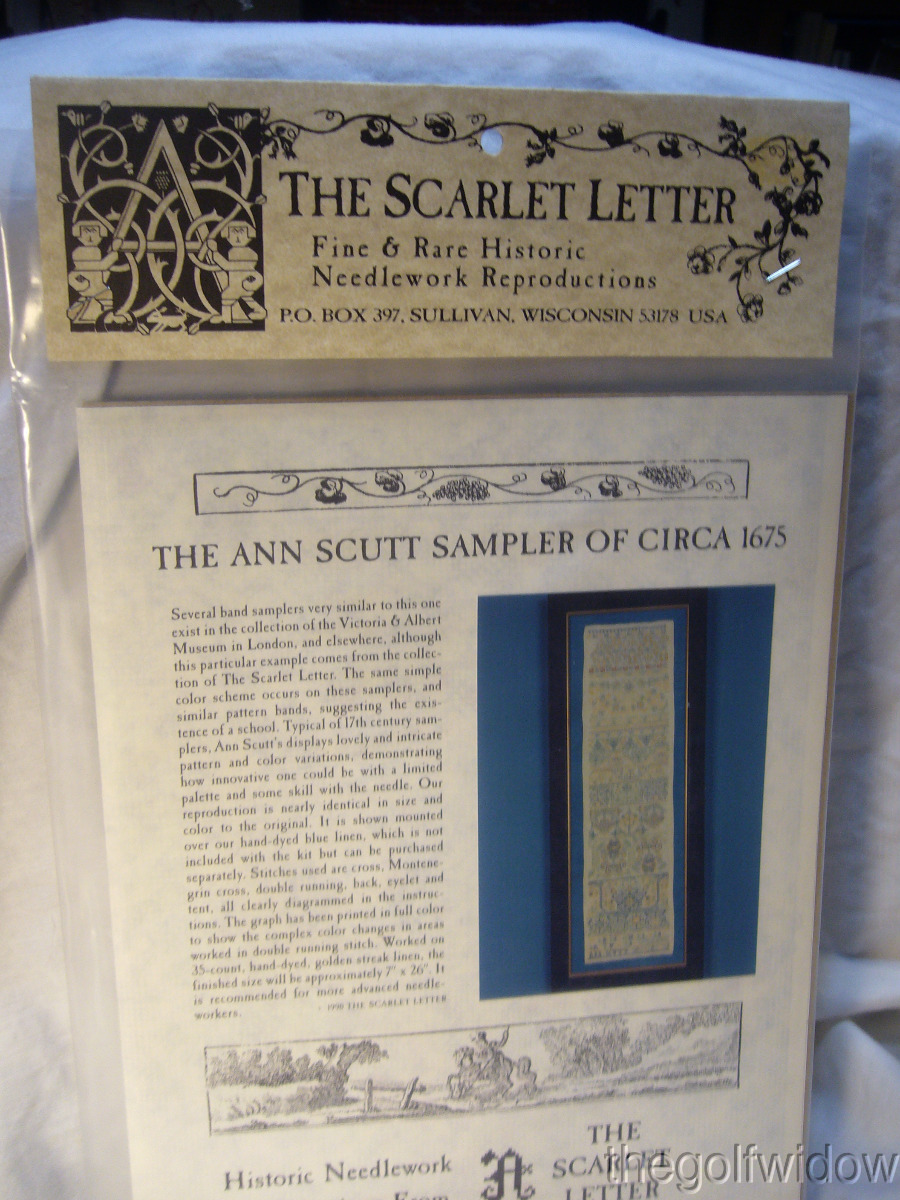 THE SCARLET LETTER
Fine & Rare Historic
Needlework Reproductions
P.O. BOX 397, SULLIVAN, WISCONSIN 53178 USA
THE ANN SCUTT SAMPLER OF CIRCA 1675
Several band samplers very similar to this one
exist in the collection of the Victoria & Albert
Museum in London, and elsewhere, although
this particular example comes from the collec-
tion of The Scarlet Letter. The same simple
color scheme occurs on these samplers, and
similar pattern bands, suggesting the exis-
tence of a school. Typical of 17th century sam-
plers, Ann Scutt's displays lovely and intricate
pattern and color variations, demonstrating
how innovative one could be with a limited
palette and some skill with the needle. Our
reproduction is nearly identical in size and
color to the original. It is shown mounted
over our hand-dyed blue linen, which is not
included with the kit but can be purchased
separately. Stitches used are cross, Montene-
grin cross, double running, back, eyelet and
tent, all clearly diagrammed in the instruc-
tions. The graph has been printed in full color
to show the complex color changes in areas
worked in double running stitch. Worked on
35-count, hand-dyed, golden streak linen, the
finished size will be approximately 7" x 26". It
is recommended for more advanced needle-
workers.
1998 THE SCARLET LETTER
Historic Needlework
From
THE
SCARLET
LETTER
thegolfwidow